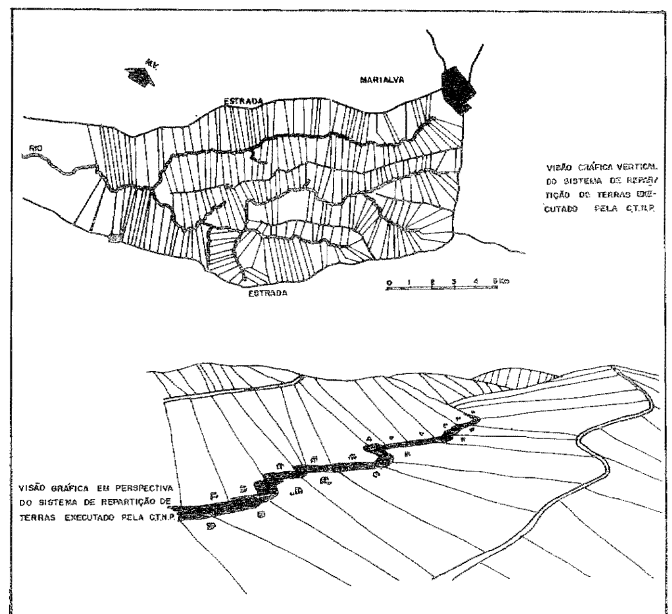 MARIALVA
ESTRADA
RIO
VISÃO GRÁFICA VERTICAL
DO SISTEMA DE REPAR-
TIÇÃO DE TERRAS EXE-
CUTADO PELA C.T.N.P.
0 1 2 3 4 5 Km
ESTRADA
VISÃO GRÁFICA EM PERSPECTIVA
DO SISTEMA DE REPARTIÇÃO DE
TERRAS EXECUTADO PELA C.T.N.P.